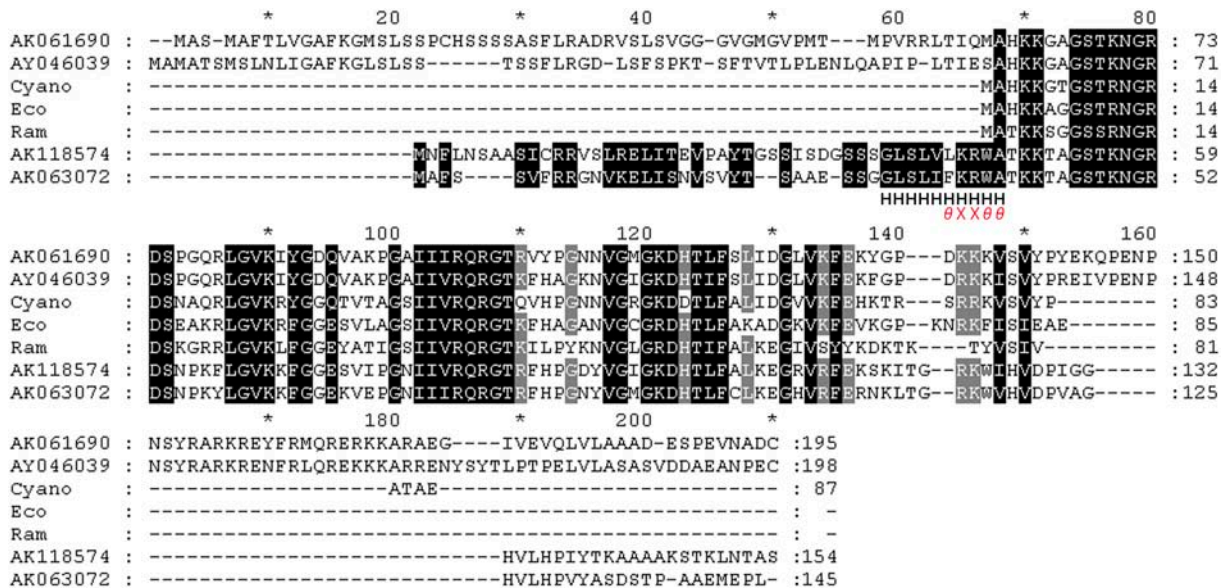 * 20 * 40 * 60 * 80
AK061690 : --MAS-MAFTLVGAFKGMSLSSPCHSSSSASFLRADRVSLSVGG-GVGMGVPMT---MPVRRLTIQMAHKKGAGSTKNGR : 73
AY046039 : MAMATSMSLNLIGAFKGLSLSS------TSSFLRGD-LSFSPKT-SFTVTLPLENLQAPIP-LTIESAHKKGAGSTKNGR : 71
Cyano : ------------------------------------------------------------------MAHKKGTGSTRNGR : 14
Eco : ------------------------------------------------------------------MAHKKAGGSTRNGR : 14
Ram : ------------------------------------------------------------------MATKKSGGSSRNGR : 14
AK118574 : ---------------------MNFLNSAASICRRVSLRELITEVPAYTGSSISDGSSSGLSLVLKRWATKKTAGSTKNGR : 59
AK063072 : ---------------------MAFS----SVFRRGNVKELISNVSVYT--SAAE-SSGGLSLIFKRWATKKTAGSTKNGR : 52
HHHHHHHHHH
θXXθθ
* 100 * 120 * 140 * 160
AK061690 : DSPGQRLGVKIYGDQVAKPGAIIIRQRGTRVYPGNNVGMGKDHTLFSLIDGLVKFEKYGP---DKKKVSVYPYEKQPENP :150
AY046039 : DSPGQRLGVKIYGDQVAKPGAIIVRQRGTKFHAGKNVGIGKDHTIFSLIDGLVKFEKFGP---DRKKISVYPREIVPENP :148
Cyano : DSNAQRLGVKRYGGQTVTAGSIIVRQRGTQVHPGNNVGRGKDDTLFALIDGVVKFEHKTR---SRRKVSVYP-------- : 83
Eco : DSEAKRLGVKRFGGESVLAGSIIVRQRGTKFHAGANVGCGRDHTLFAKADGKVKFEVKGP--KNRKFISIEAE------- : 85
Ram : DSKGRRLGVKLFGGEYATIGSIIVRQRGTKILPYKNVGLGRDHTIFALKEGIVSYYKDKTK-----TYVSIV-------- : 81
AK118574 : DSNPKFLGVKKFGGESVIPGNIIVRQRGTRFHPGDYVGIGKDHTLFALKEGRVRFEKSKITG--RKWIHVDPIGG----- :132
AK063072 : DSNPKYLGVKKFGGEKVEPGNIIIRQRGTRFHPGNYVGMGKDHTLFCLKEGHVRFERNKLTG--RKWVHVDPVAG----- :125
* 180 * 200 *
AK061690 : NSYRARKREYFRMQRERKKARAEG----IVEVQLVLAAAD-ESPEVNADC :195
AY046039 : NSYRARKRENFRLQREKKKARRENYSYTLPTPELVLASASVDDAEANPEC :198
Cyano : -------------------ATAE--------------------------- : 87
Eco : -------------------------------------------------- : -
Ram : -------------------------------------------------- : -
AK118574 : ----------------------------HVLHPIYTKAAAAKSTKLNTAS :154
AK063072 : ----------------------------HVLHPVYASDSTP-AAEMEPL- :145